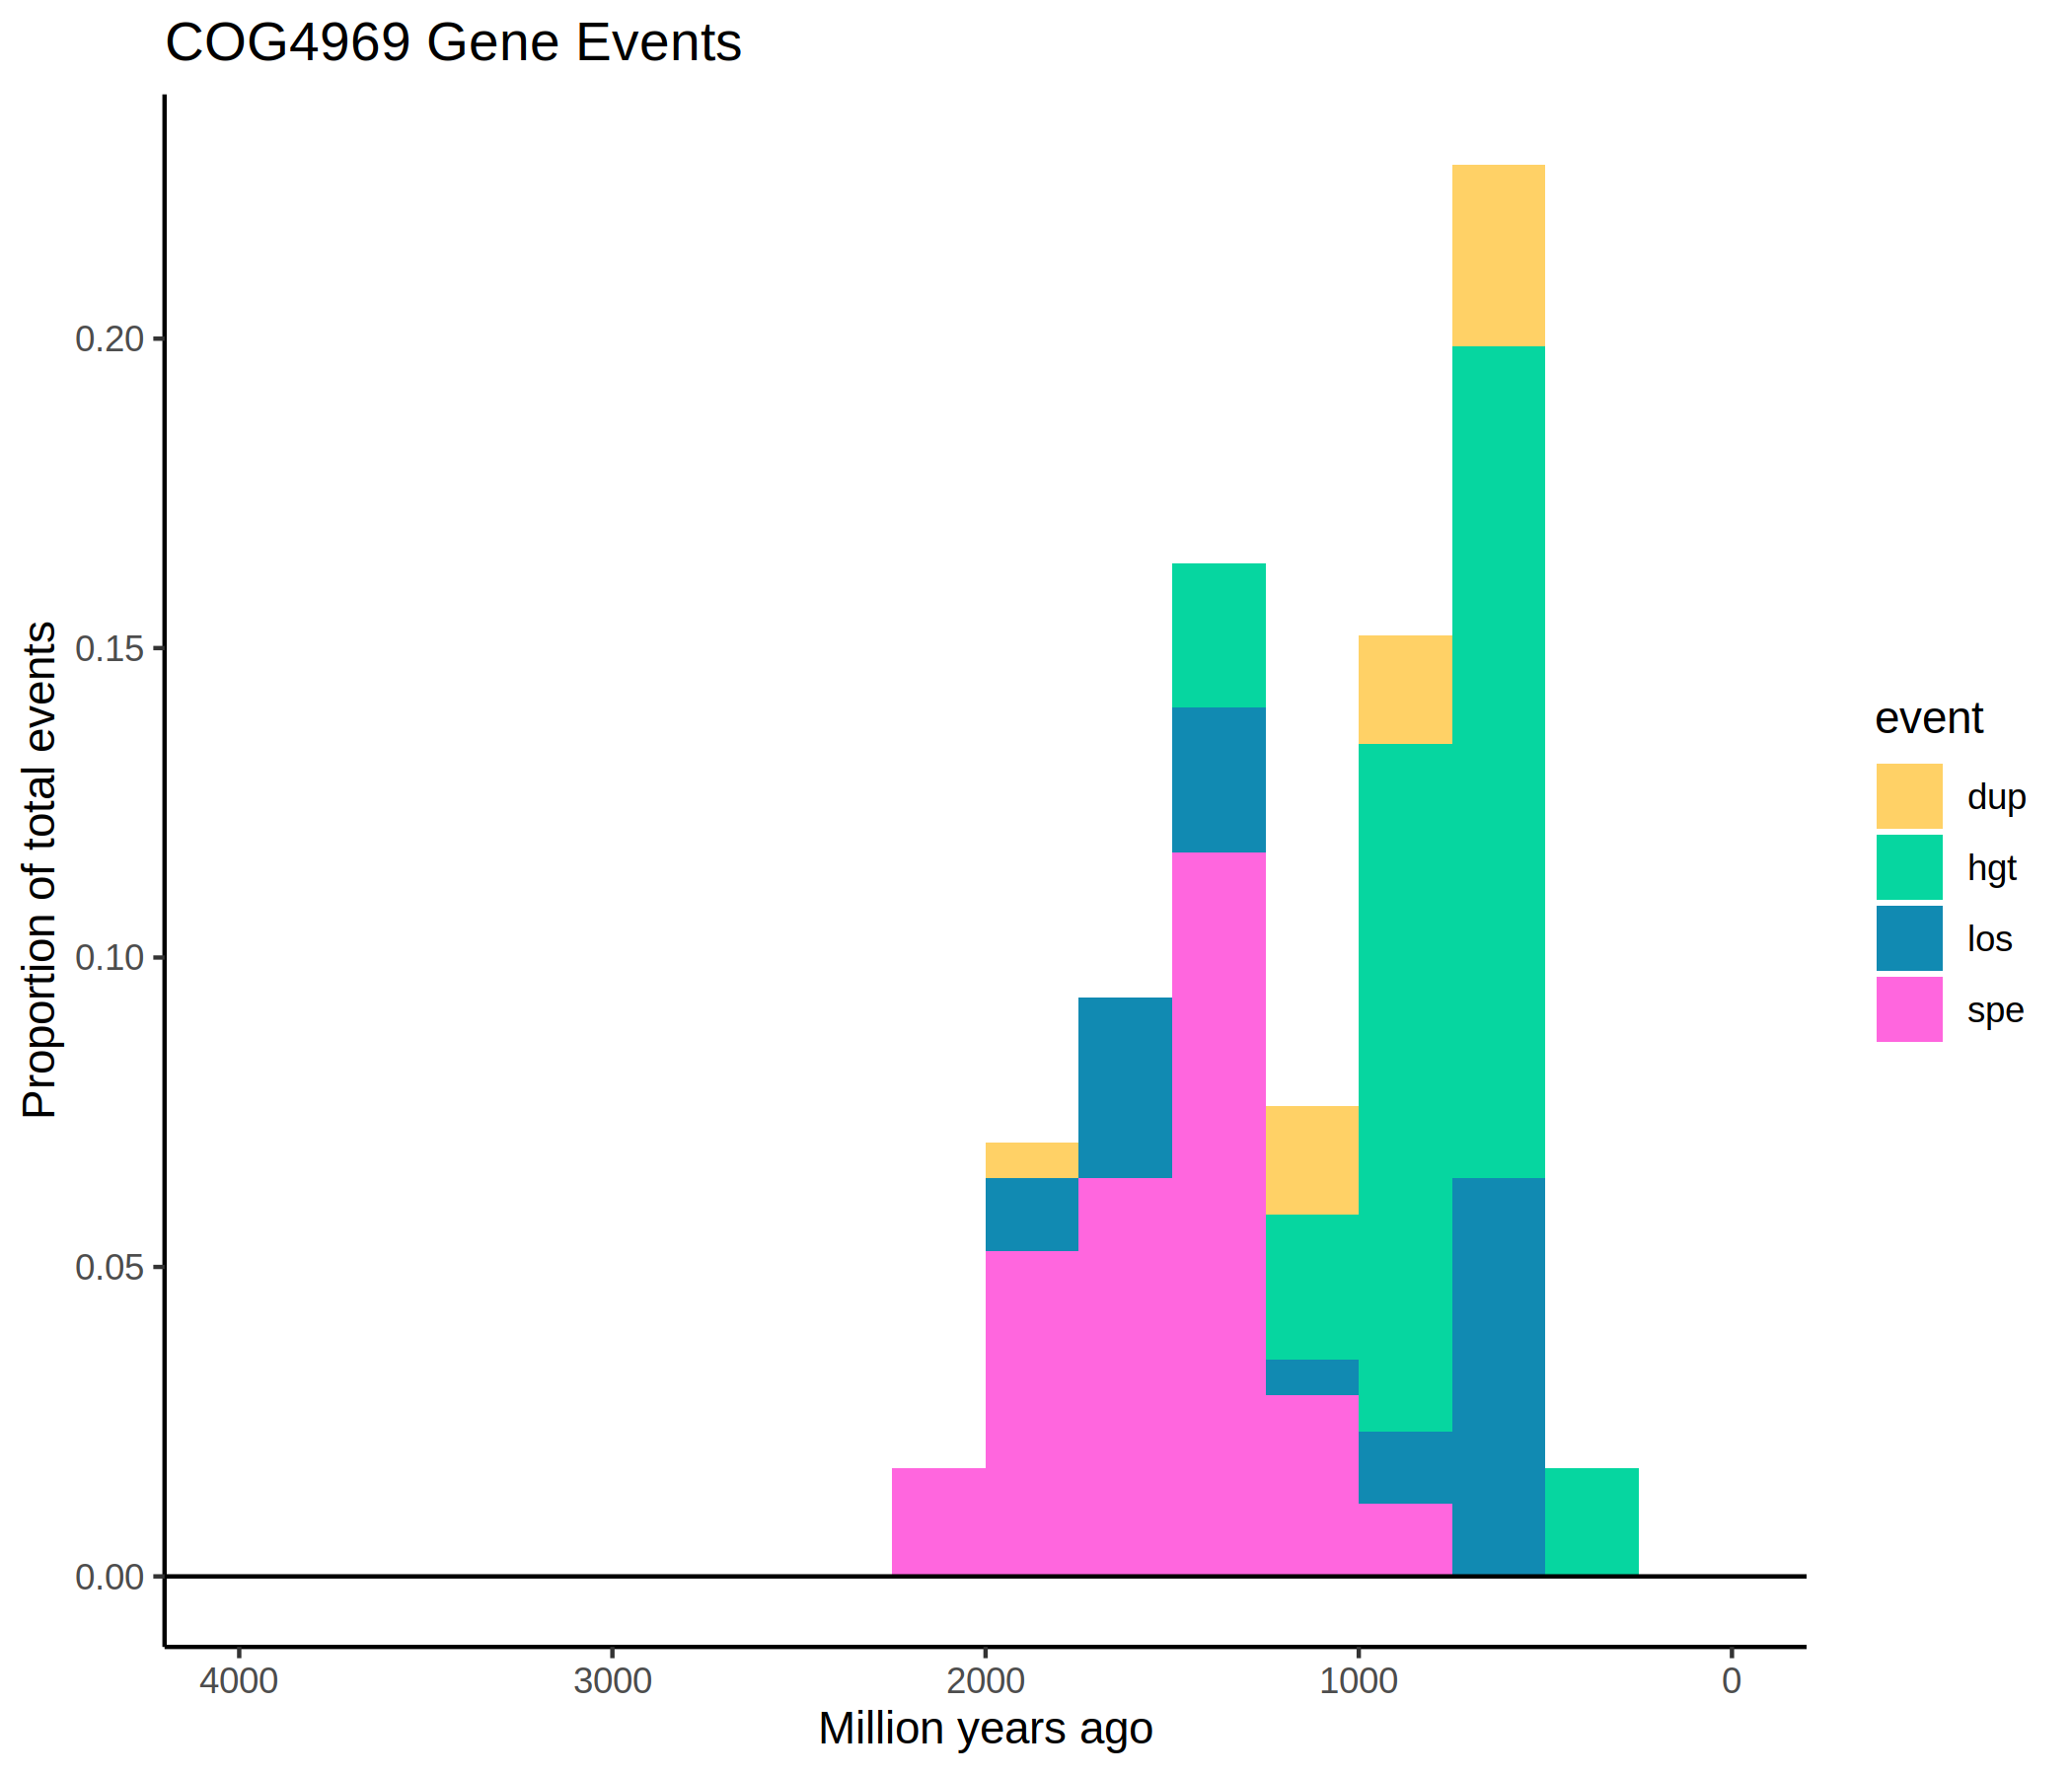 COG4969 Gene Events
Proportion of total events
0.20
0.15
0.10
0.05
0.00
4000 3000 2000 1000 0
Million years ago
event
dup
hgt
los
spe